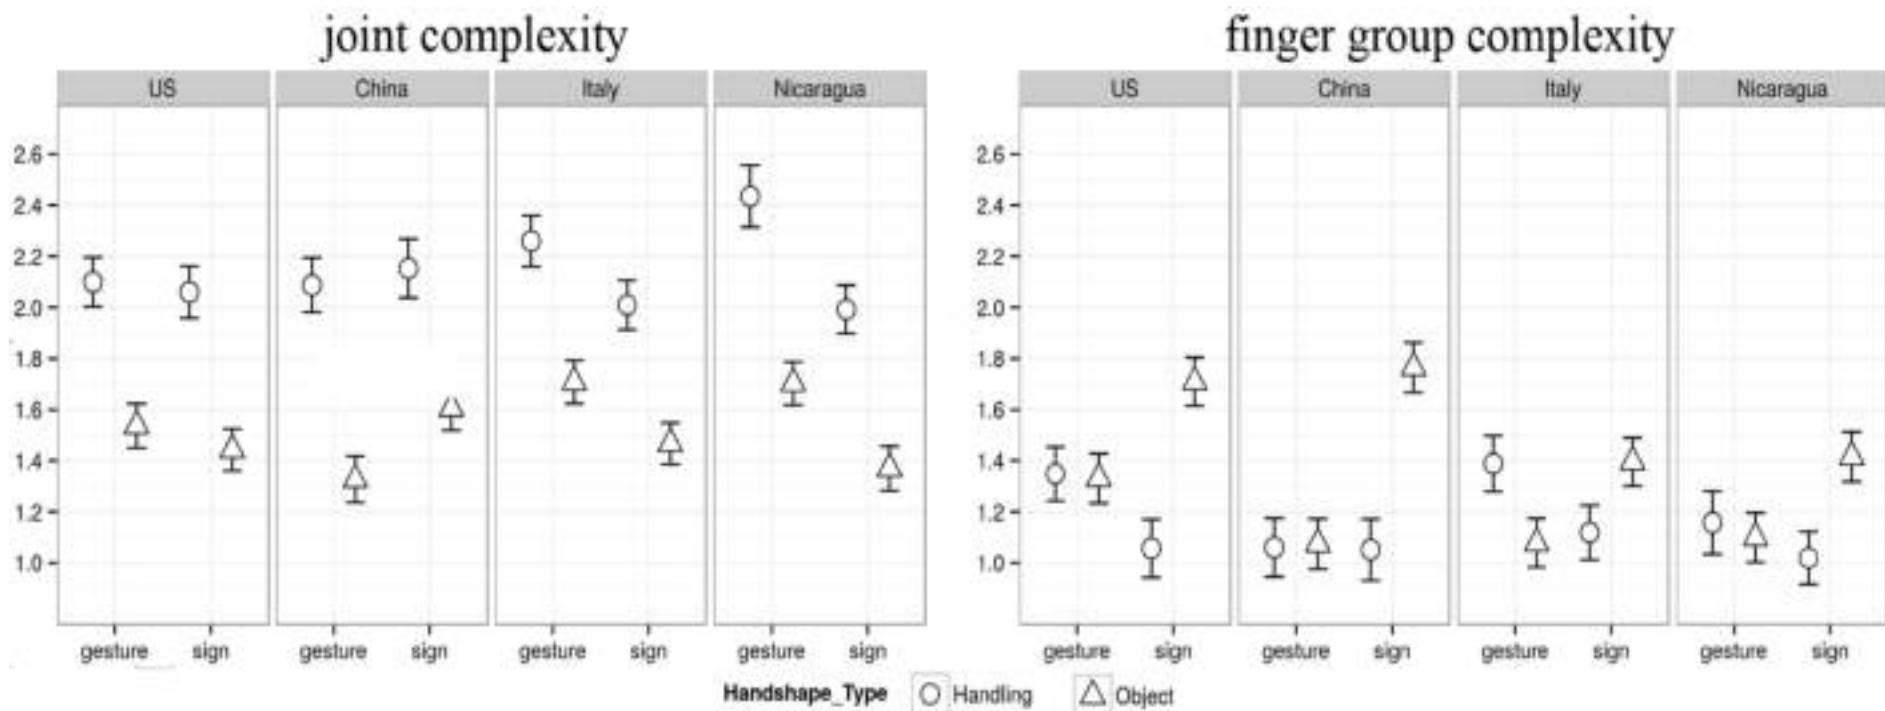 joint complexity
finger group complexity
US China Italy Nicaragua
US China Italy Nicaragua
2.6
2.4
2.2
2.0
1.8
1.6
1.4
1.2
1.0
2.6
2.4
2.2
2.0
1.8
1.6
1.4
1.2
1.0
gesture sign gesture sign gesture sign gesture sign
gesture sign gesture sign gesture sign gesture sign
Handshape_Type Handling Object